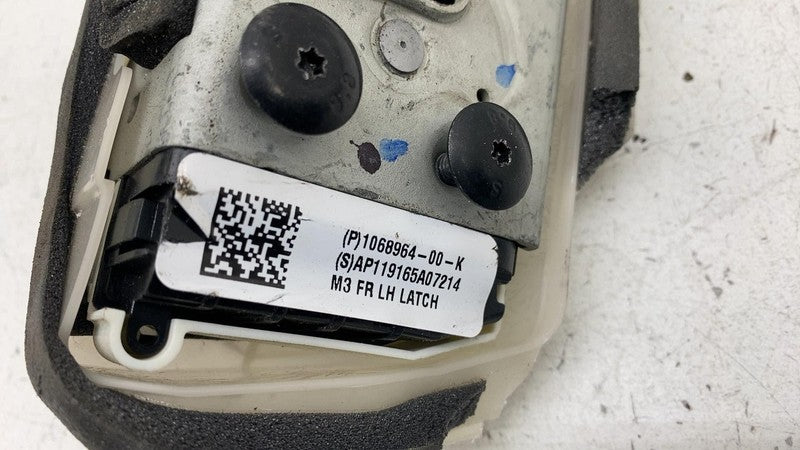 (P)1068964-00-K
(S)AP119165A07214
M3 FR LH LATCH